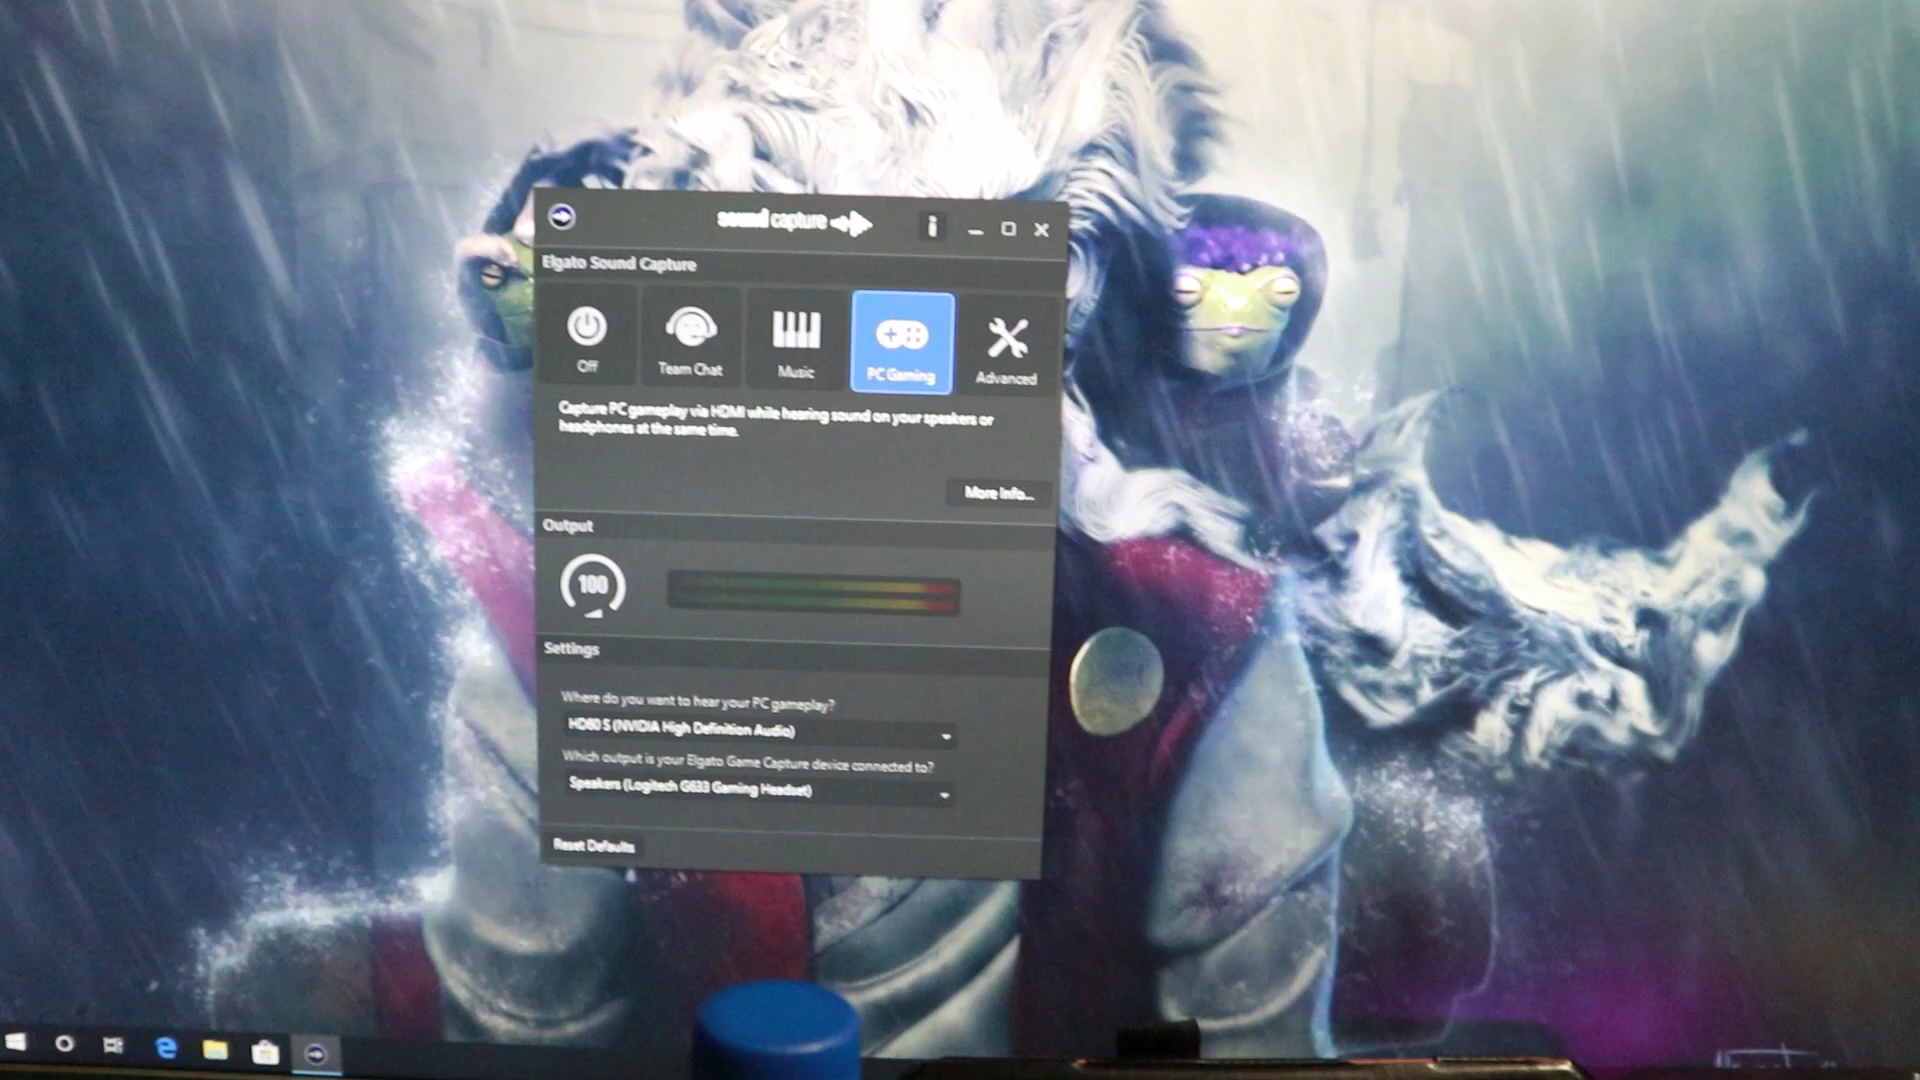 sound capture
i
Elgato Sound Capture
Off
Team Chat
Music
PC Gaming
Advanced
Capture PC gameplay via HDMI while hearing sound on your speakers or
headphones at the same time.
More Info...
Output
100
Settings
Where do you want to hear your PC gameplay?
HD60 S (NVIDIA High Definition Audio)
Which output is your Elgato Game Capture device connected to?
Speakers (Logitech G633 Gaming Headset)
Reset Defaults